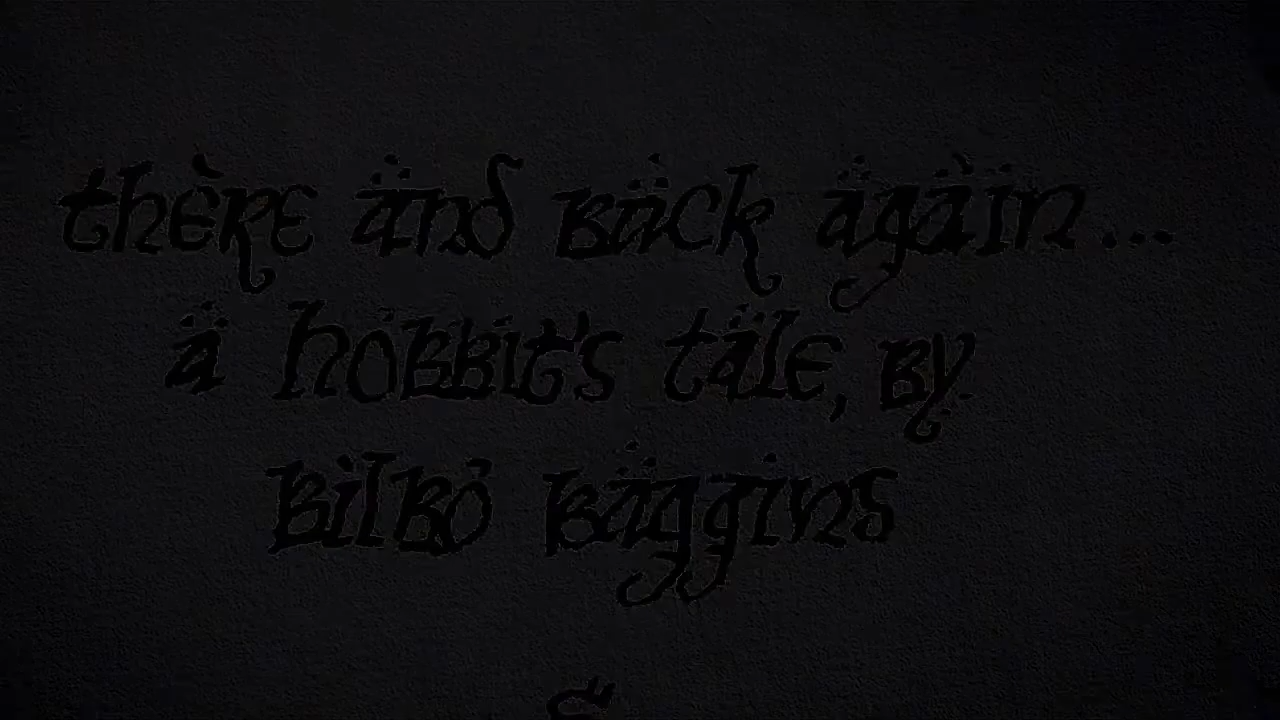 there and back again...
a hobbit's tale, by
Bilbo Baggins